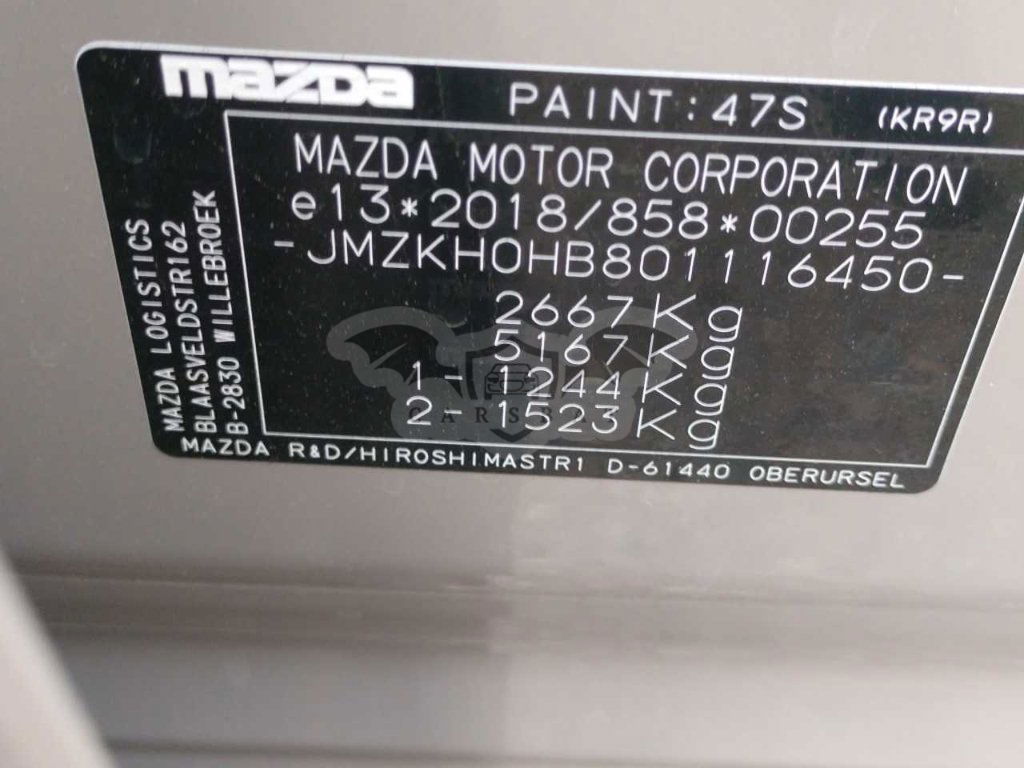 mazda
PAINT: 47S (KR9R)
MAZDA MOTOR CORPORATION
e13*2018/858*00255
-JMZKH0HB801116450-
2667Kg
5167Kg
1-1244Kg
2-1523Kg
MAZDA LOGISTICS
BLAASVELDSTR162
B-2830 WILLEBROEK
MAZDA R&D/HIROSHIMASTR1 D-61440 OBERURSEL